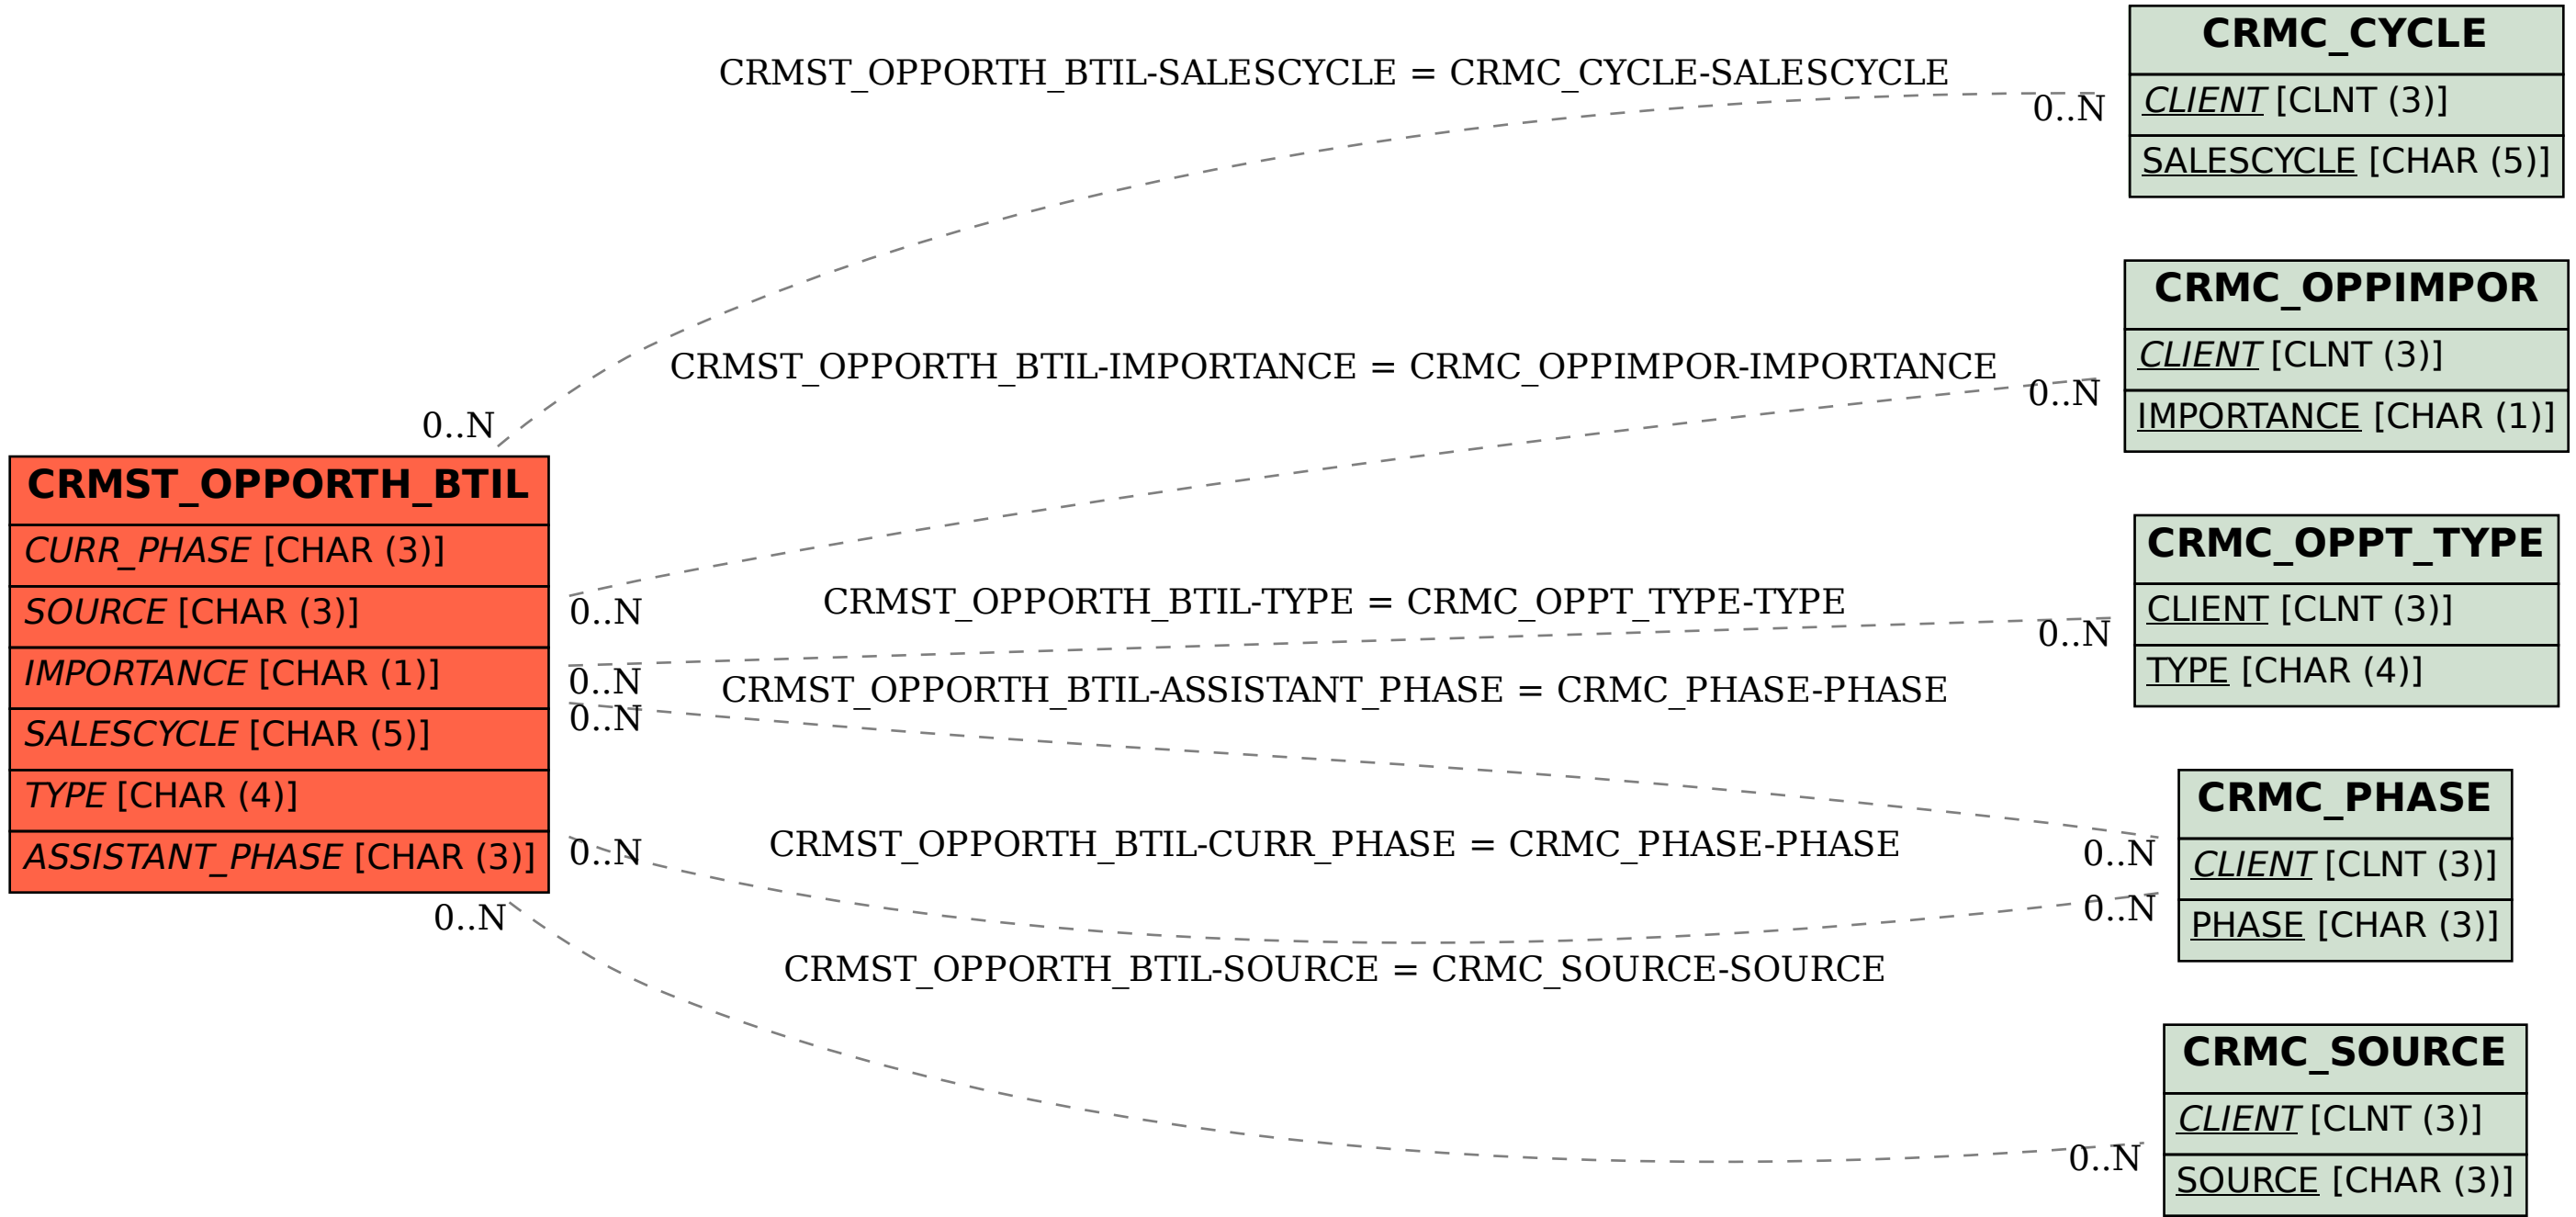 CRMC_CYCLE
CLIENT [CLNT (3)]
SALESCYCLE [CHAR (5)]
CRMST_OPPORTH_BTIL-SALESCYCLE = CRMC_CYCLE-SALESCYCLE
0..N
0..N
CRMC_OPPIMPOR
CLIENT [CLNT (3)]
IMPORTANCE [CHAR (1)]
CRMST_OPPORTH_BTIL-IMPORTANCE = CRMC_OPPIMPOR-IMPORTANCE
0..N
0..N
CRMST_OPPORTH_BTIL
CURR_PHASE [CHAR (3)]
SOURCE [CHAR (3)]
IMPORTANCE [CHAR (1)]
SALESCYCLE [CHAR (5)]
TYPE [CHAR (4)]
ASSISTANT_PHASE [CHAR (3)]
CRMC_OPPT_TYPE
CLIENT [CLNT (3)]
TYPE [CHAR (4)]
CRMST_OPPORTH_BTIL-TYPE = CRMC_OPPT_TYPE-TYPE
0..N
0..N
CRMST_OPPORTH_BTIL-ASSISTANT_PHASE = CRMC_PHASE-PHASE
0..N
0..N
CRMC_PHASE
CLIENT [CLNT (3)]
PHASE [CHAR (3)]
CRMST_OPPORTH_BTIL-CURR_PHASE = CRMC_PHASE-PHASE
0..N
0..N
CRMST_OPPORTH_BTIL-SOURCE = CRMC_SOURCE-SOURCE
0..N
0..N
CRMC_SOURCE
CLIENT [CLNT (3)]
SOURCE [CHAR (3)]